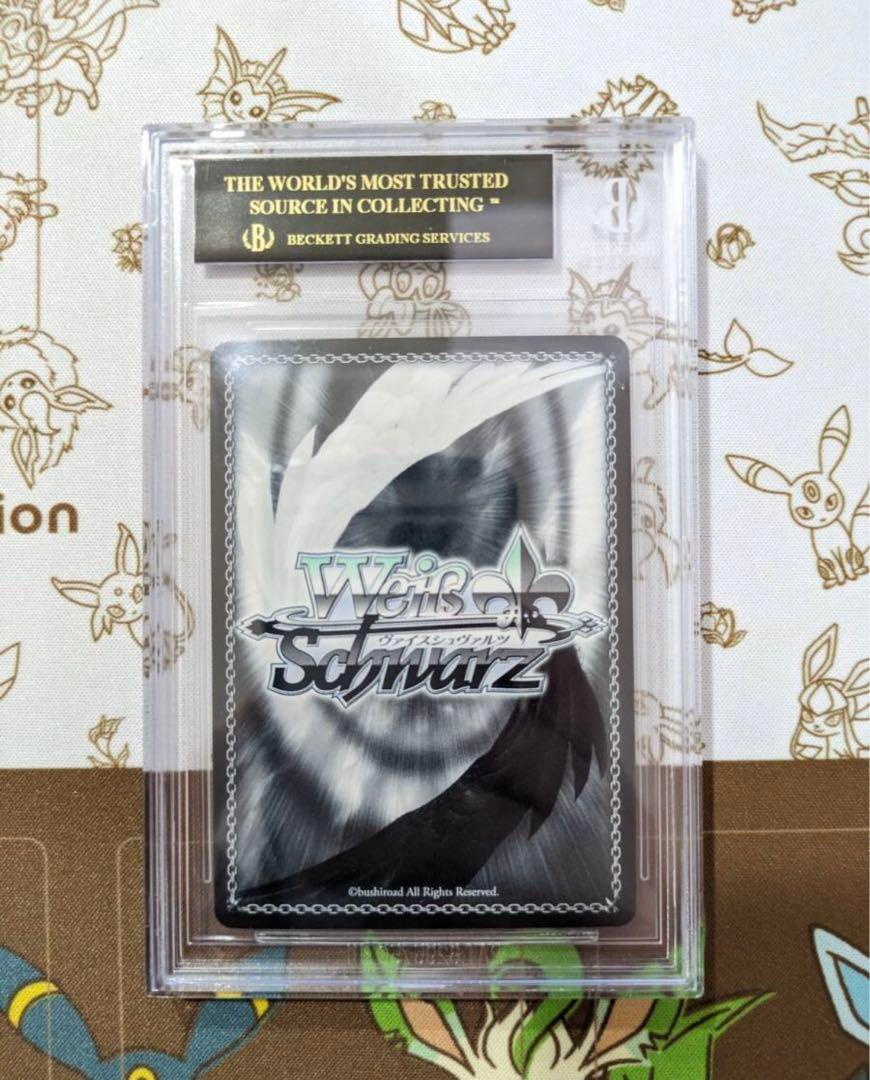 THE WORLD'S MOST TRUSTED
SOURCE IN COLLECTING ™
B BECKETT GRADING SERVICES
B
ion
Weiß
ヴァイスシュヴァルツ
Schwarz
©bushiroad All Rights Reserved.